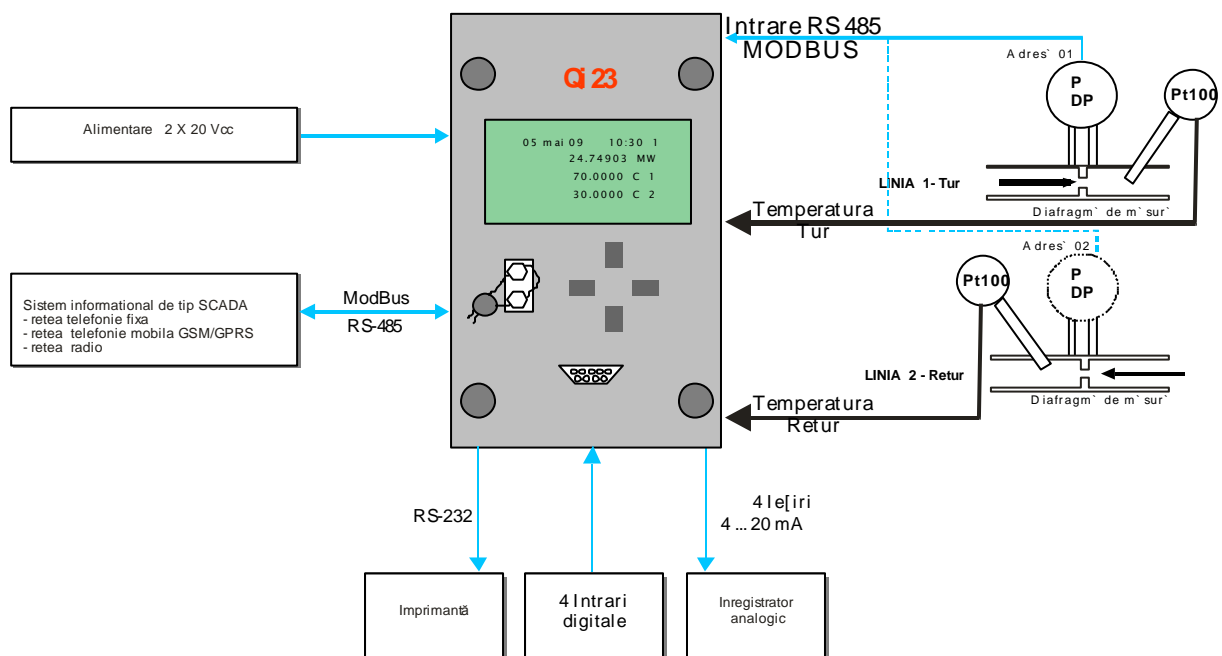 Intrare RS 485
MODBUS
Adres` 01
P
DP
Pt100
Qi 23
Alimentare 2 X 20 Vcc
05 mai 09 10:30 1
24.74903 MW
70.0000 C 1
30.0000 C 2
LINIA 1- Tur
Temperatura
Tur
Diafragm` de m`sur`
Adres` 02
Pt100
P
DP
Sistem informational de tip SCADA
- retea telefonie fixa
- retea telefonie mobila GSM/GPRS
- retea radio
ModBus
RS-485
LINIA 2 - Retur
Temperatura
Retur
Diafragm` de m`sur`
RS-232
4 Ie[iri
4 ... 20 mA
Imprimantă
4 Intrari
digitale
Inregistrator
analogic